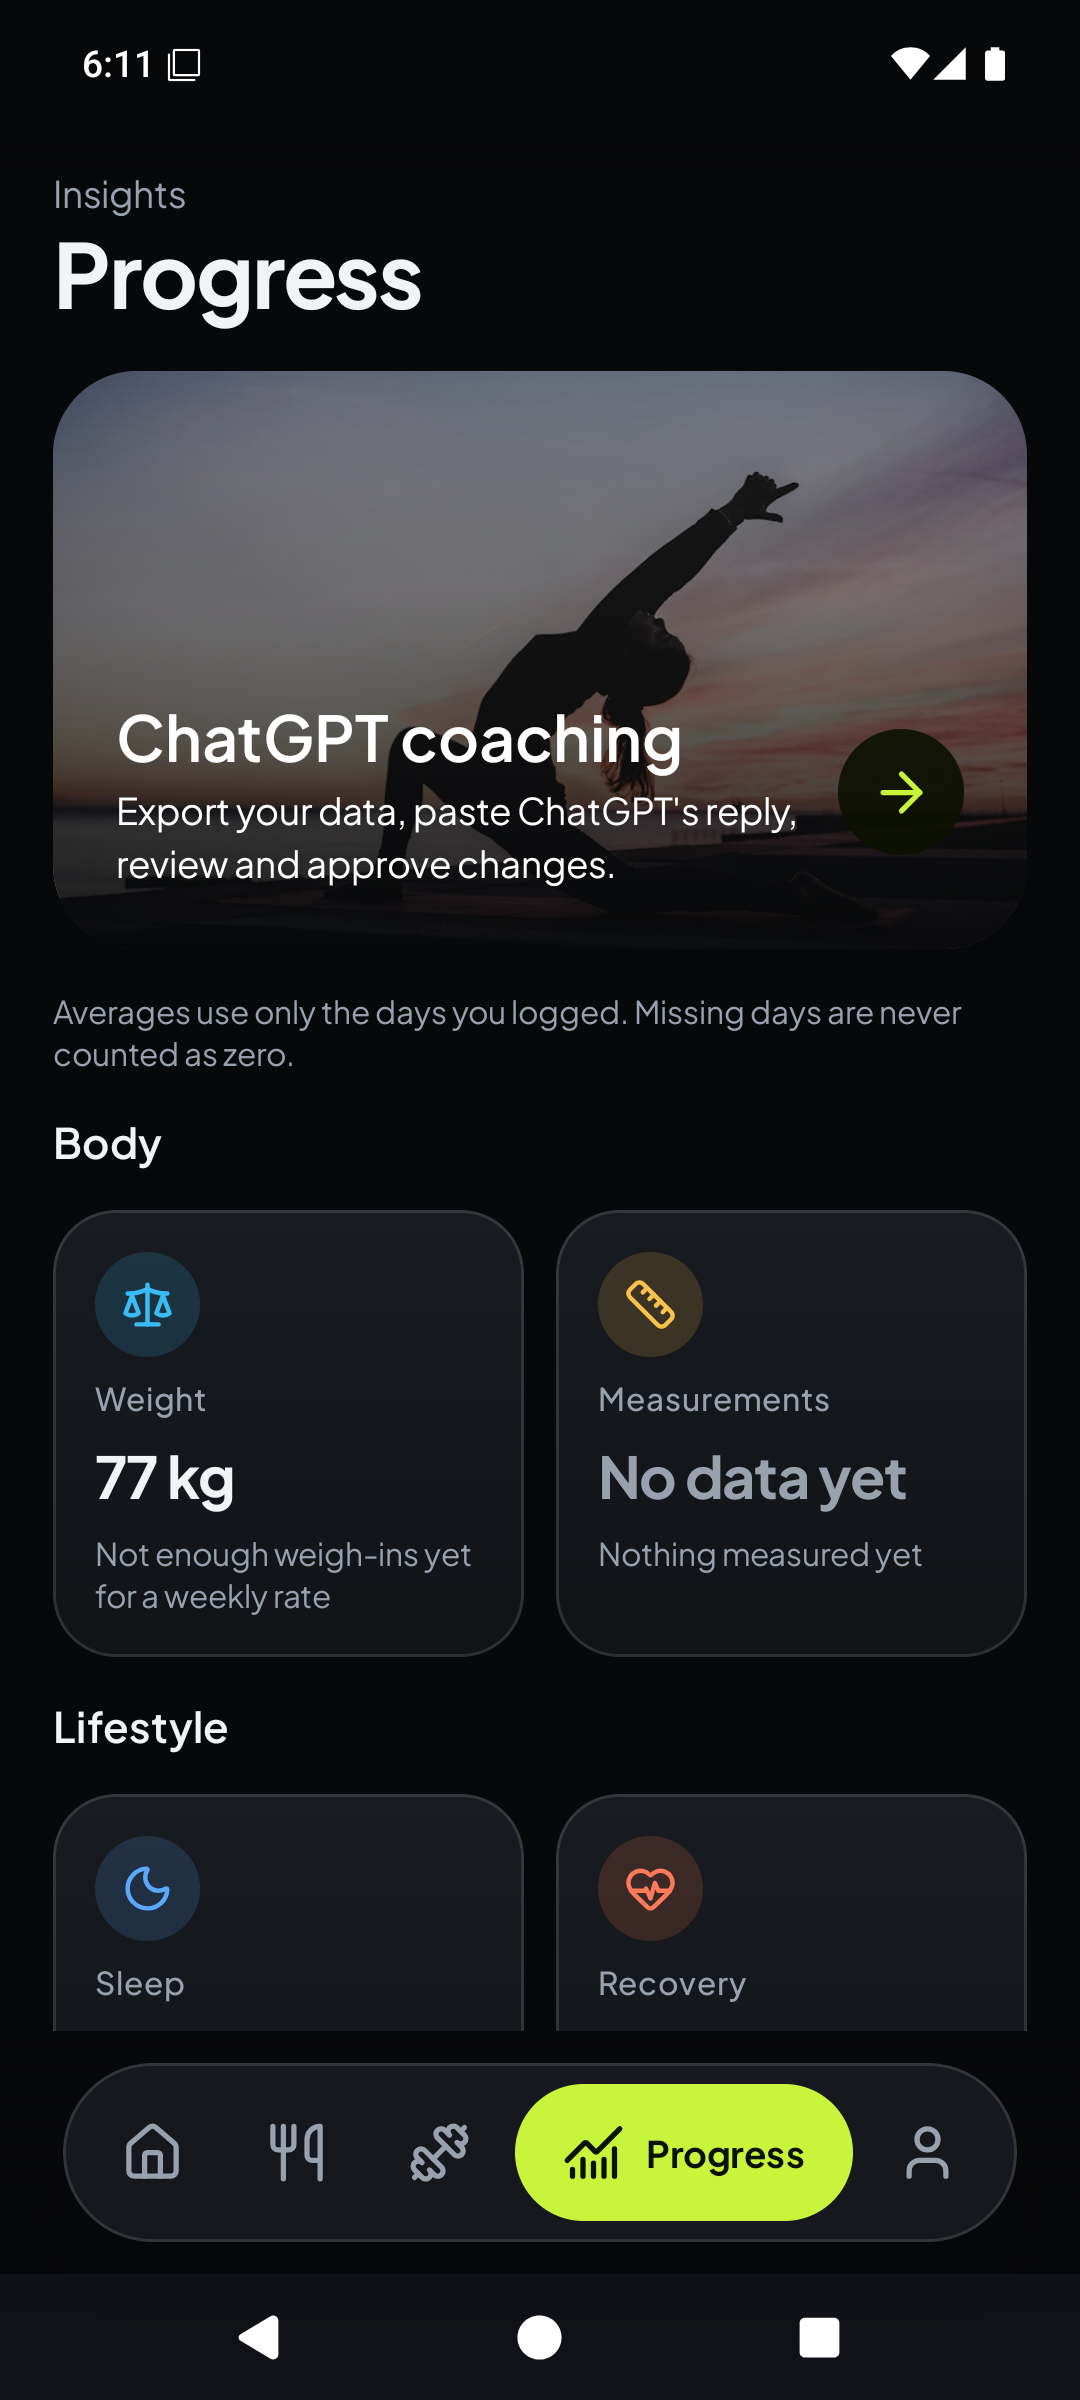 6:11
Insights
Progress
ChatGPT coaching
Export your data, paste ChatGPT's reply,
review and approve changes.
Averages use only the days you logged. Missing days are never
counted as zero.
Body
Weight
77 kg
Not enough weigh-ins yet
for a weekly rate
Measurements
No data yet
Nothing measured yet
Lifestyle
Sleep
Recovery
Progress